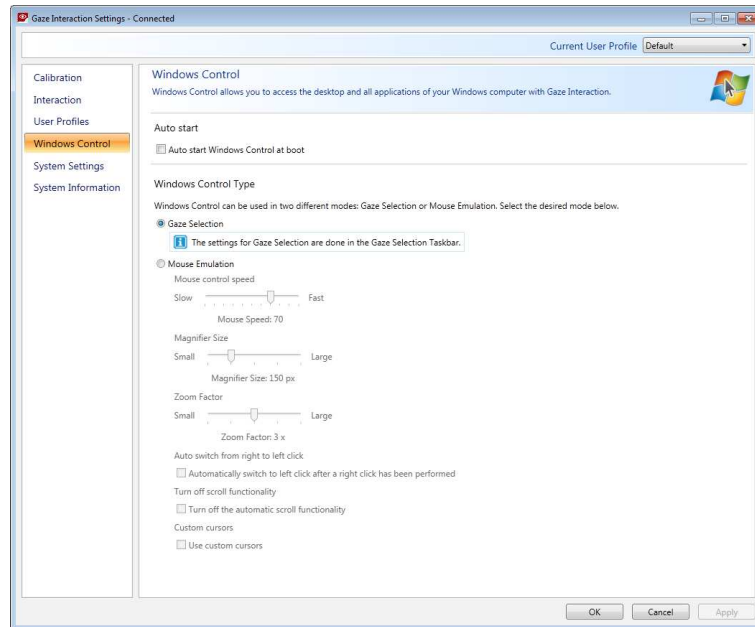 Gaze Interaction Settings - Connected
Current User Profile Default
Calibration
Interaction
User Profiles
Windows Control
System Settings
System Information
Windows Control
Windows Control allows you to access the desktop and all applications of your Windows computer with Gaze Interaction.
Auto start
Auto start Windows Control at boot
Windows Control Type
Windows Control can be used in two different modes: Gaze Selection or Mouse Emulation. Select the desired mode below.
Gaze Selection
The settings for Gaze Selection are done in the Gaze Selection Taskbar.
Mouse Emulation
Mouse control speed
Slow Fast
Mouse Speed: 70
Magnifier Size
Small Large
Magnifier Size: 150 px
Zoom Factor
Small Large
Zoom Factor: 3 x
Auto switch from right to left click
Automatically switch to left click after a right click has been performed
Turn off scroll functionality
Turn off the automatic scroll functionality
Custom cursors
Use custom cursors
OK Cancel Apply